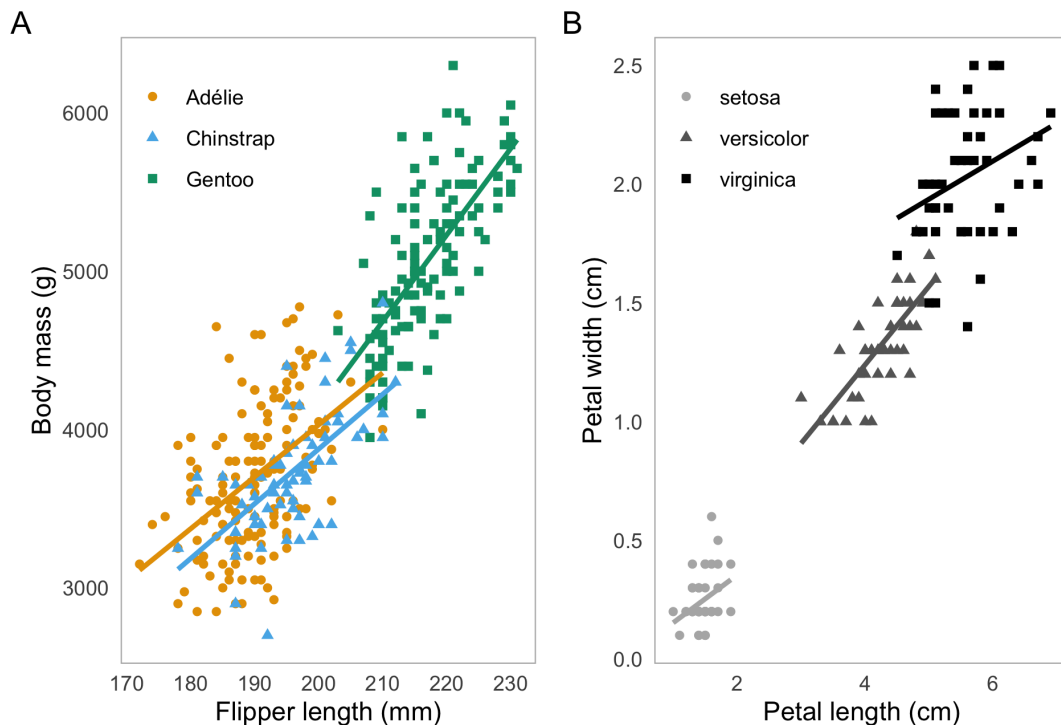 A
Body mass (g)
6000
5000
4000
3000
Adélie
Chinstrap
Gentoo
170 180 190 200 210 220 230
Flipper length (mm)
B
Petal width (cm)
2.5
2.0
1.5
1.0
0.5
0.0
setosa
versicolor
virginica
2 4 6
Petal length (cm)